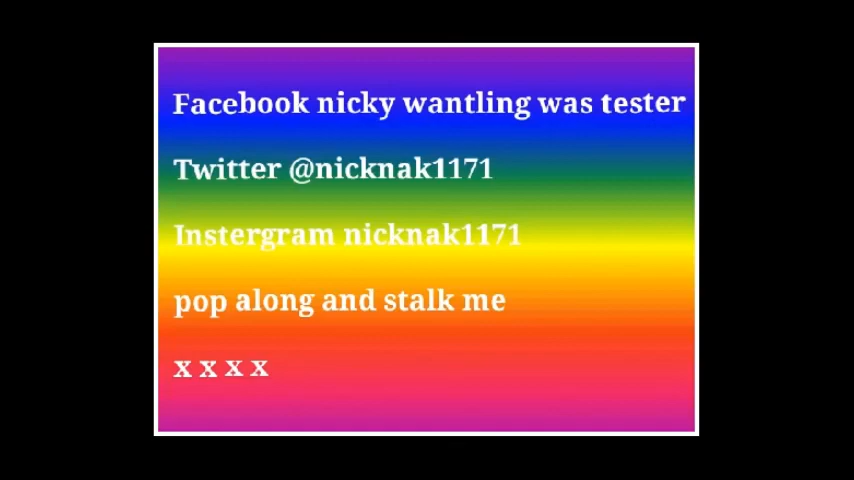 Facebook nicky wantling was tester
Twitter @nicknak1171
Instergram nicknak1171
pop along and stalk me
x x x x